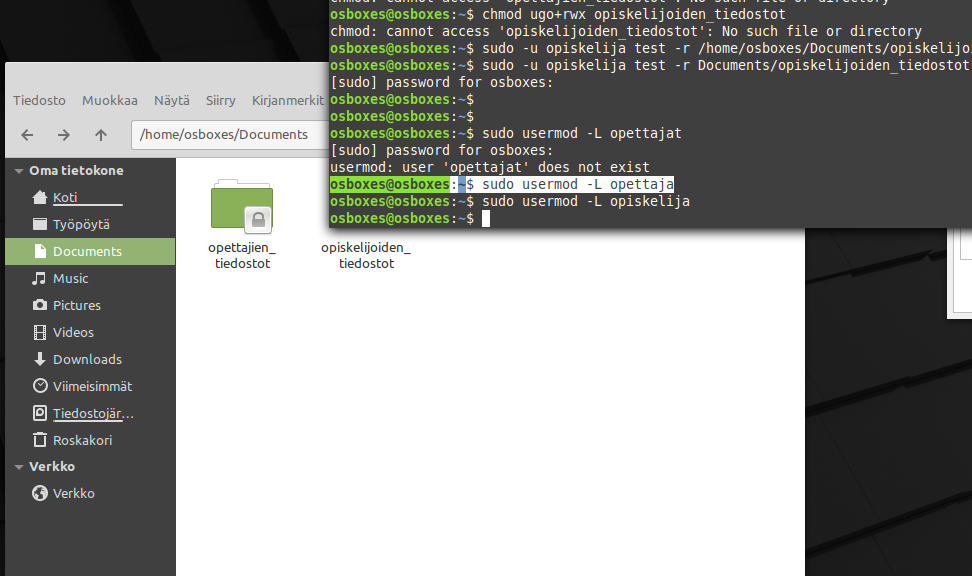 chmod: cannot access 'opettajien_tiedostot': No such file or directory
osboxes@osboxes:~$ chmod ugo+rwx opiskelijoiden_tiedostot
chmod: cannot access 'opiskelijoiden_tiedostot': No such file or directory
osboxes@osboxes:~$ sudo -u opiskelija test -r /home/osboxes/Documents/opiskelijo
osboxes@osboxes:~$ sudo -u opiskelija test -r Documents/opiskelijoiden_tiedostot
[sudo] password for osboxes:
osboxes@osboxes:~$
osboxes@osboxes:~$
osboxes@osboxes:~$ sudo usermod -L opettajat
[sudo] password for osboxes:
usermod: user 'opettajat' does not exist
osboxes@osboxes:~$ sudo usermod -L opettaja
osboxes@osboxes:~$ sudo usermod -L opiskelija
osboxes@osboxes:~$
Tiedosto Muokkaa Näytä Siirry Kirjanmerkit
/home/osboxes/Documents
Oma tietokone
Koti
Työpöytä
Documents
Music
Pictures
Videos
Downloads
Viimeisimmät
Tiedostojär...
Roskakori
Verkko
Verkko
opettajien_
tiedostot
opiskelijoiden_
tiedostot